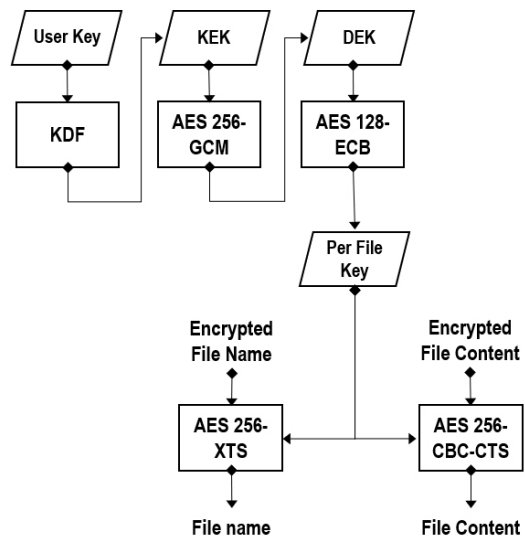 User Key
KEK
DEK
KDF
AES 256-
GCM
AES 128-
ECB
Per File
Key
Encrypted
File Name
Encrypted
File Content
AES 256-
XTS
AES 256-
CBC-CTS
File name
File Content